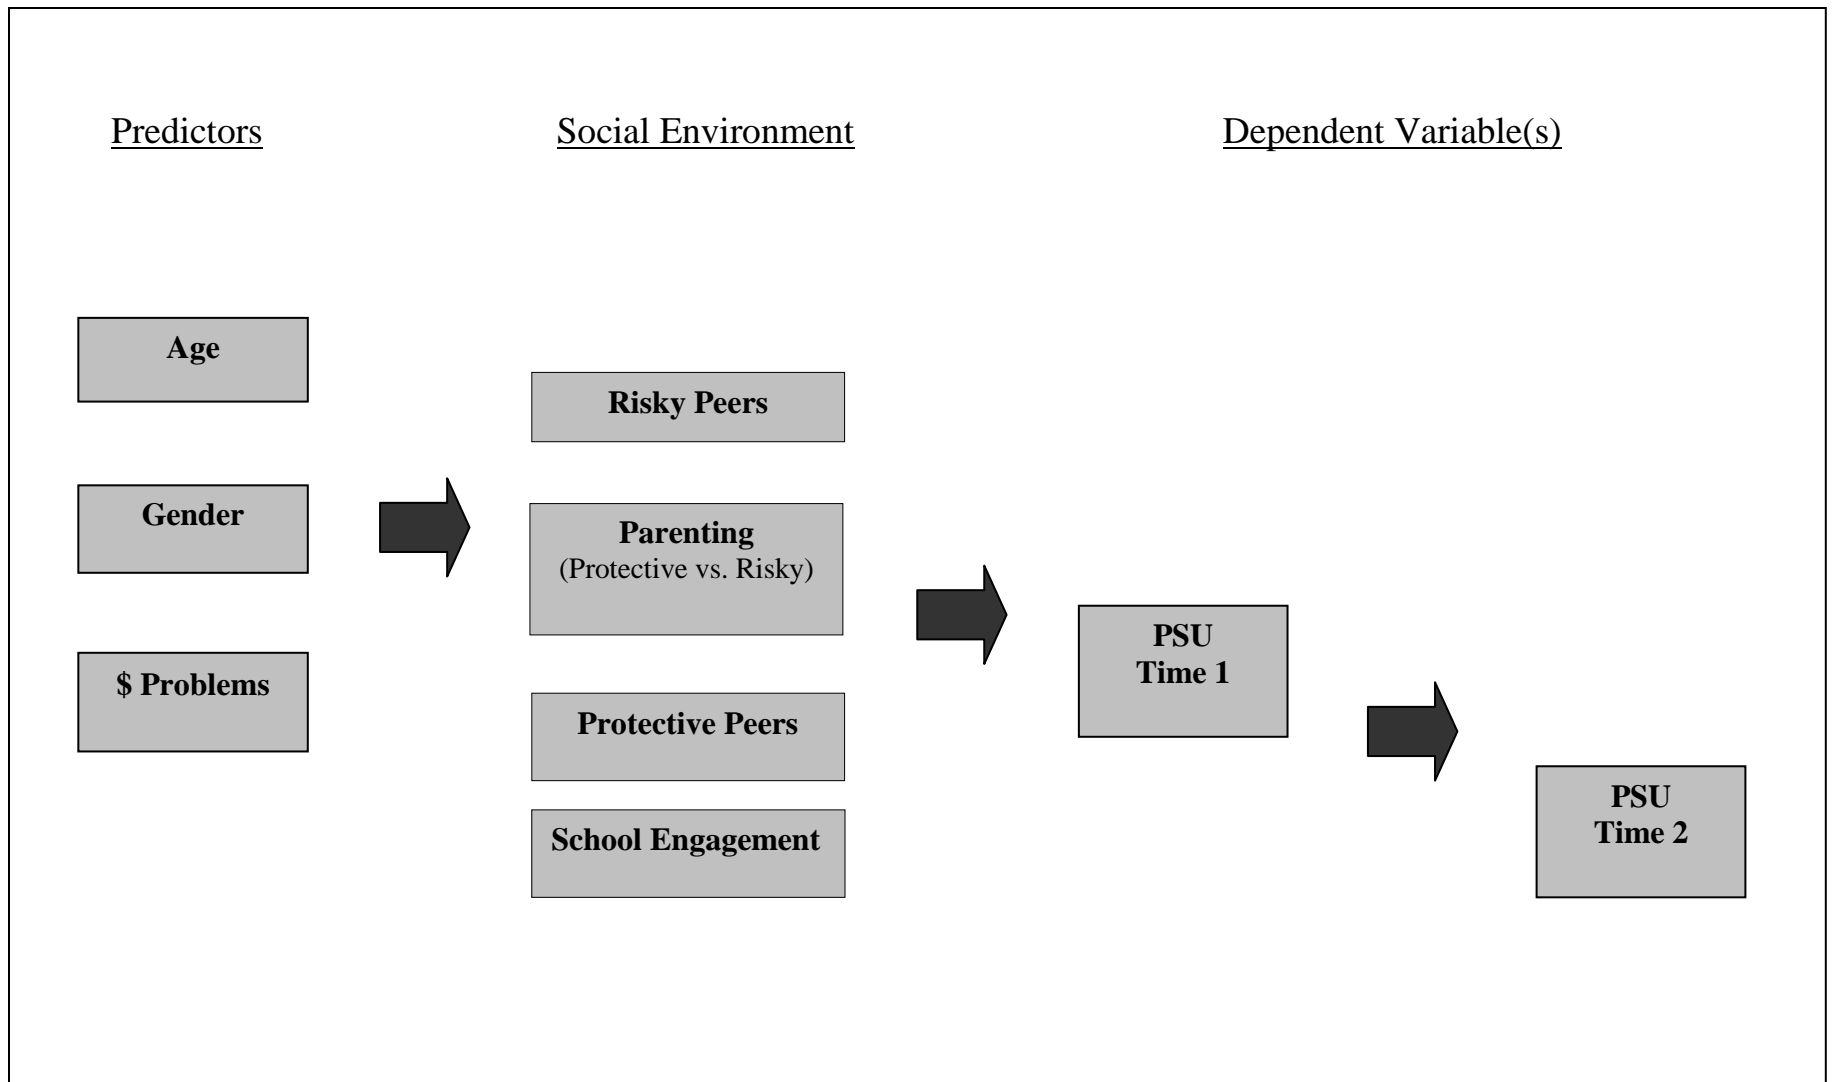 Predictors
Social Environment
Dependent Variable(s)
Age
Gender
$ Problems
Risky Peers
Parenting
(Protective vs. Risky)
Protective Peers
School Engagement
PSU
Time 1
PSU
Time 2